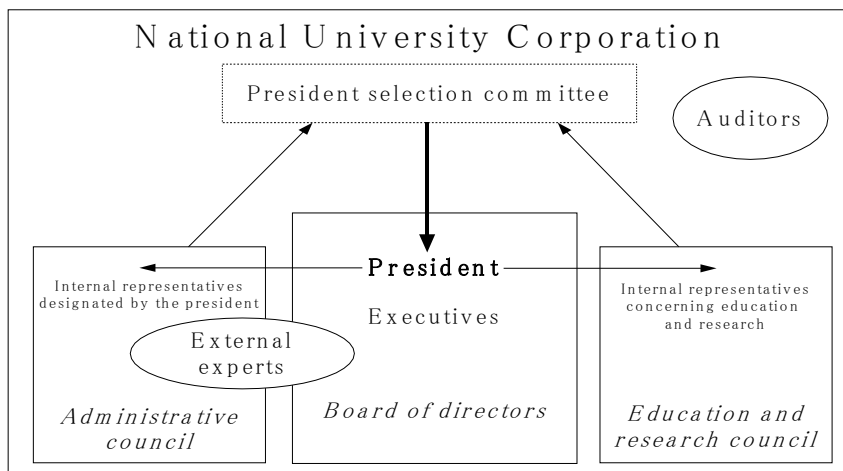 National University Corporation
President selection committee
Auditors
Internal representatives
designated by the president
President
Executives
Internal representatives
concerning education
and research
External
experts
Administrative
council
Board of directors
Education and
research council